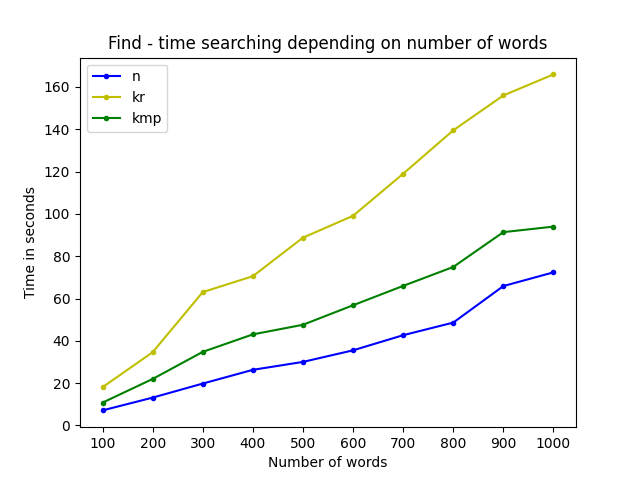 Find - time searching depending on number of words
n
kr
kmp
Time in seconds
160
140
120
100
80
60
40
20
0
100 200 300 400 500 600 700 800 900 1000
Number of words